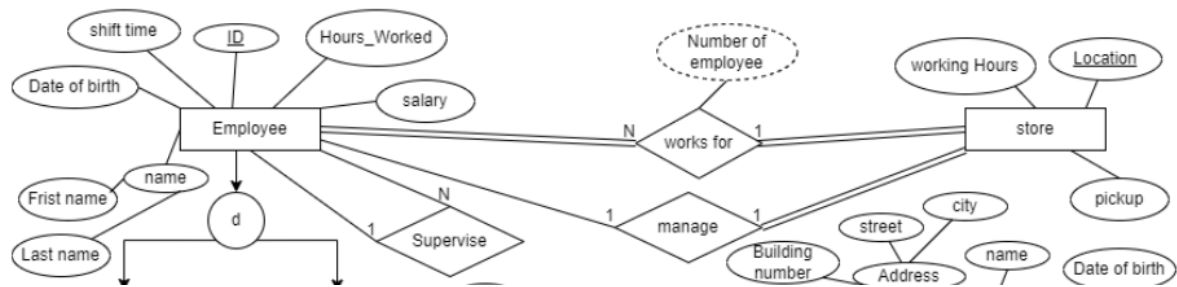 shift time
ID
Hours_Worked
Number of
employee
working Hours
Location
Date of birth
salary
Employee
N
works for
1
store
name
Frist name
d
N
1
manage
1
pickup
city
street
1
Supervise
Last name
Building
number
Address
name
Date of birth